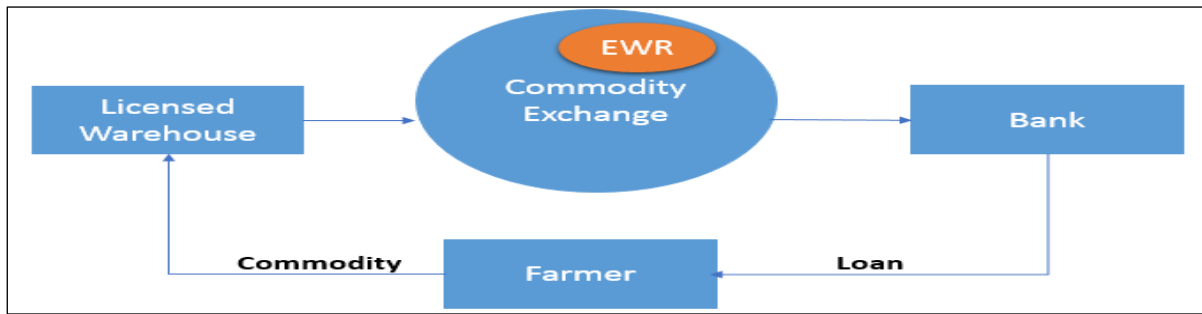 EWR
Commodity
Exchange
Licensed
Warehouse
Bank
Commodity
Farmer
Loan